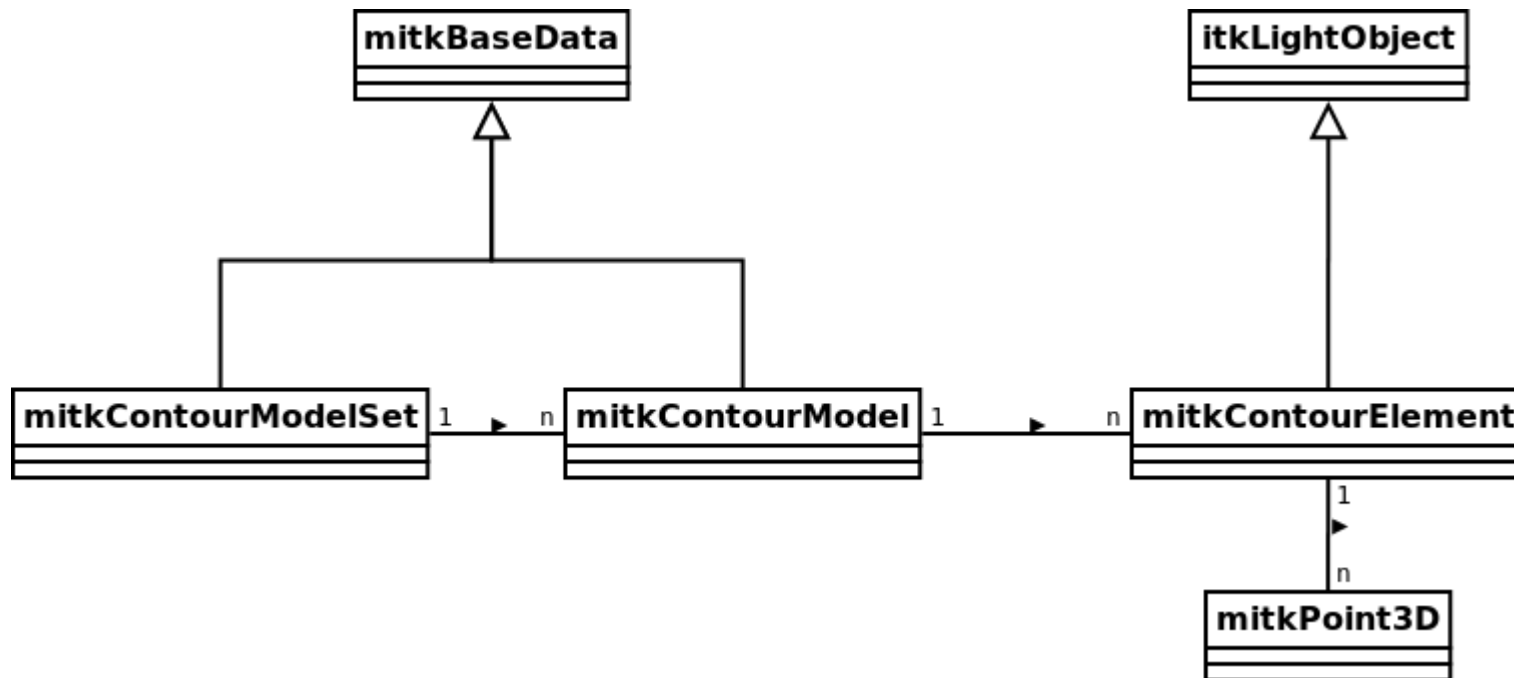 mitkBaseData
itkLightObject
mitkContourModelSet
1
n
mitkContourModel
1
n
mitkContourElement
1
n
mitkPoint3D